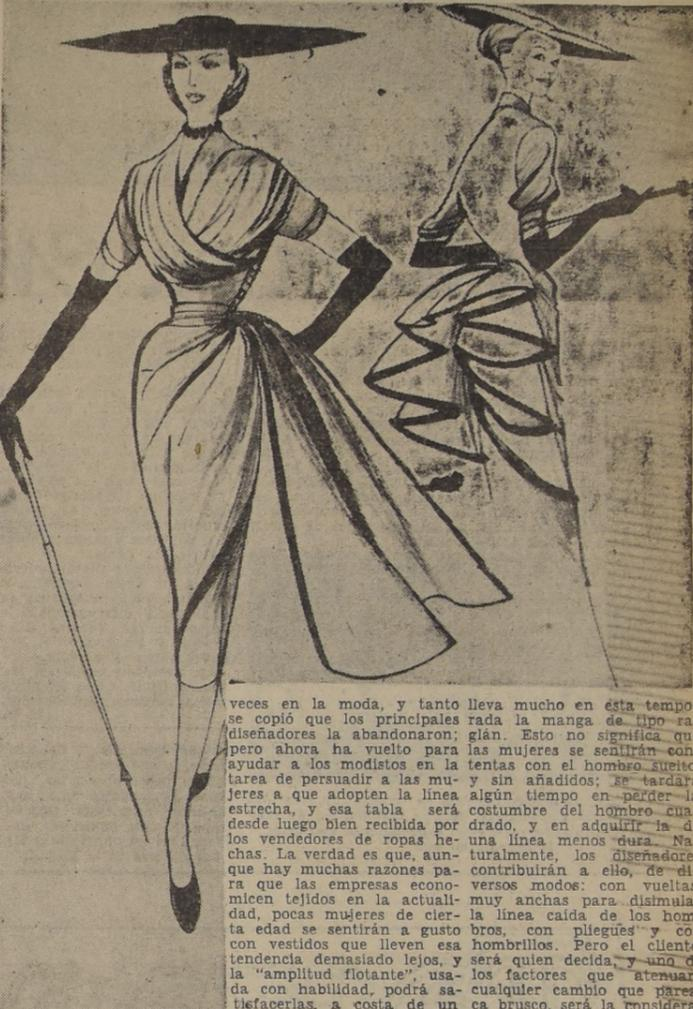 veces en la moda, y tanto
se copió que los principales
diseñadores la abandonaron;
pero ahora ha vuelto para
ayudar a los modistos en la
tarea de persuadir a las mu-
jeres a que adopten la línea
estrecha, y esa tabla será
desde luego bien recibida por
los vendedores de ropas he-
chas. La verdad es que, aun-
que hay muchas razones pa-
ra que las empresas econo-
micen tejidos en la actuali-
dad, pocas mujeres de cier-
ta edad se sentirán a gusto
con vestidos que lleven esa
tendencia demasiado lejos, y
la "amplitud flotante", usa-
da con habilidad, podrá sa-
tisfacerlas, a costa de un
lleva mucho en ésta tempo
rada la manga de tipo ra
glán. Esto no significa qu
las mujeres se sentirán con
tentas con el hombro suelto
y sin añadidos; se tardar
algún tiempo en perder l
costumbre del hombro cua
drado, y en adquirir la d
una línea menos dura. Na
turalmente, los diseñadore
contribuirán a ello, de di
versos modos: con vueltas
muy anchas para disimula
la línea caída de los hom
bros, con pliegues y co
hombrillos. Pero el client
será quien decida, y uno d
los factores que atenuar
cualquier cambio que parez
ca brusco, será la considera